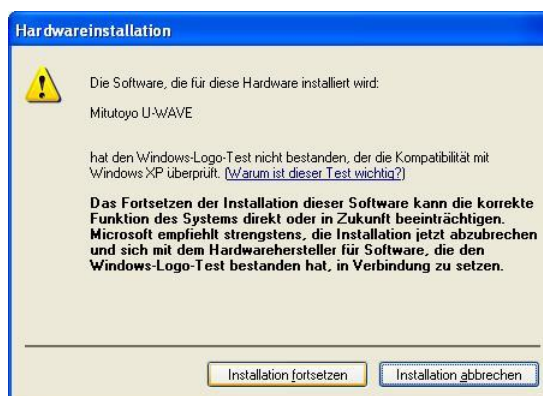 Hardwareinstallation
Die Software, die für diese Hardware installiert wird:
Mitutoyo U-WAVE
hat den Windows-Logo-Test nicht bestanden, der die Kompatibilität mit
Windows XP überprüft. (Warum ist dieser Test wichtig?)
Das Fortsetzen der Installation dieser Software kann die korrekte
Funktion des Systems direkt oder in Zukunft beeinträchtigen.
Microsoft empfiehlt strengstens, die Installation jetzt abzubrechen
und sich mit dem Hardwarehersteller für Software, die den
Windows-Logo-Test bestanden hat, in Verbindung zu setzen.
Installation fortsetzen
Installation abbrechen